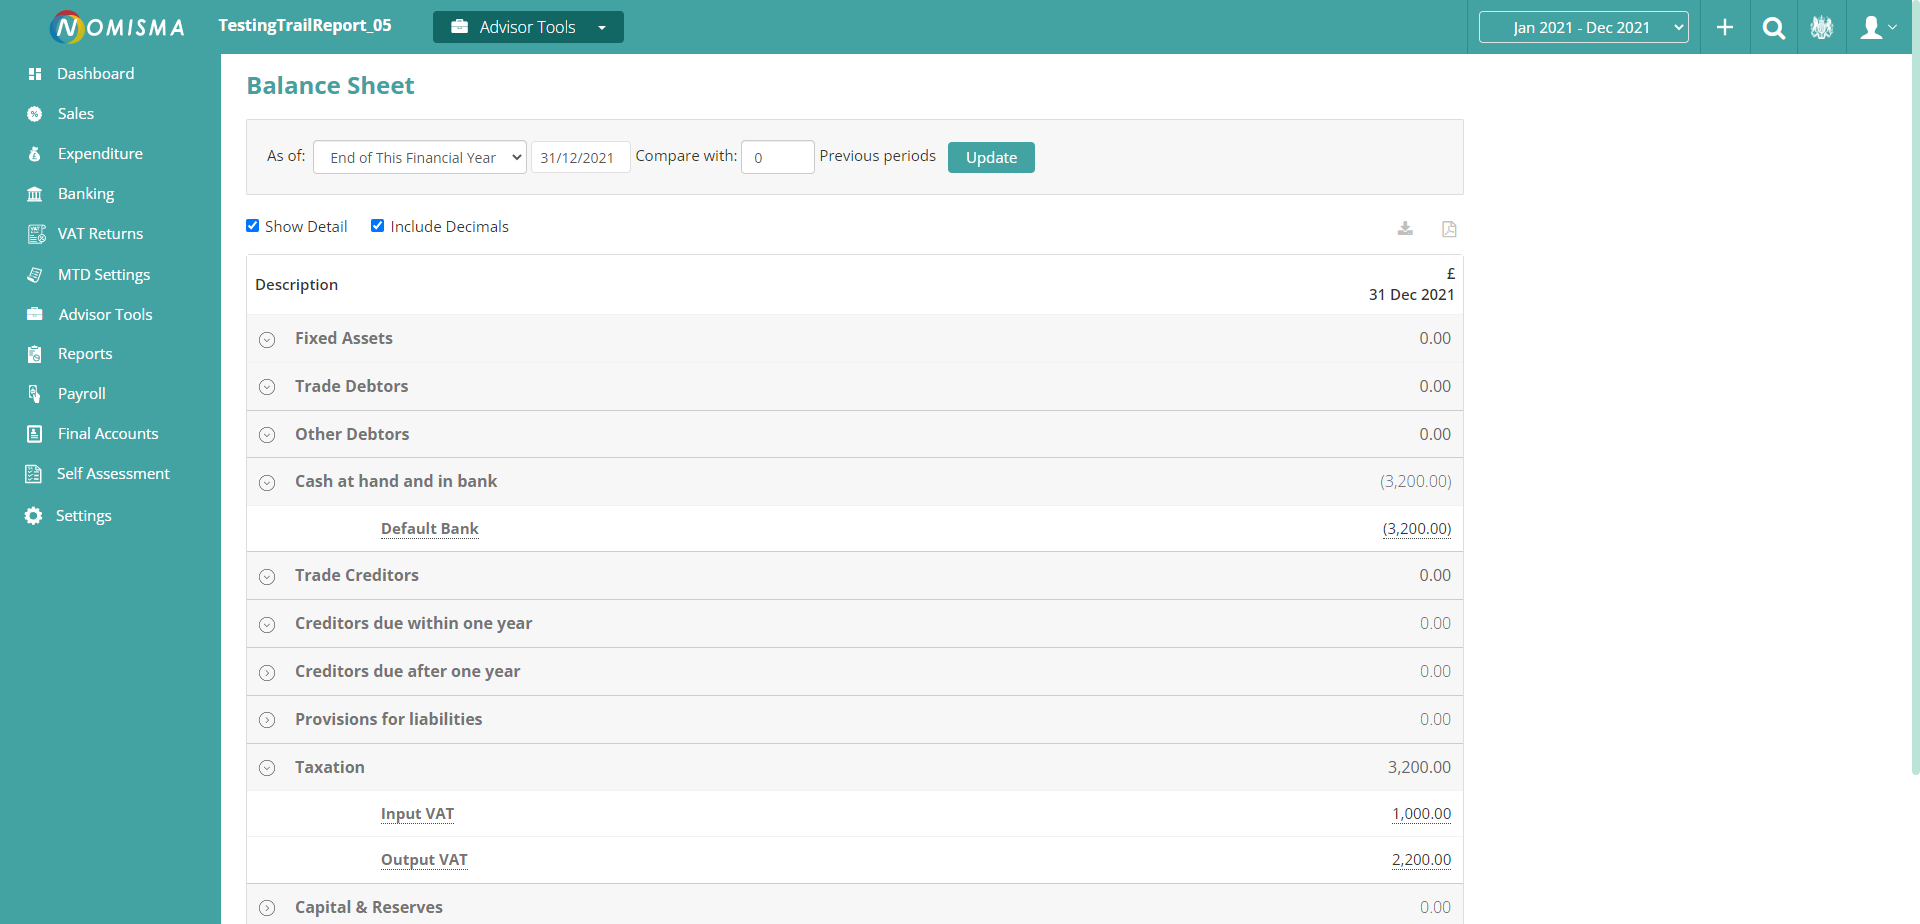 NOMISMA
TestingTrailReport_05
Advisor Tools
Jan 2021 - Dec 2021
Dashboard
Sales
Expenditure
Banking
VAT Returns
MTD Settings
Advisor Tools
Reports
Payroll
Final Accounts
Self Assessment
Settings
Balance Sheet
As of: End of This Financial Year 31/12/2021 Compare with: 0 Previous periods Update
Show Detail Include Decimals
£
Description 31 Dec 2021
Fixed Assets 0.00
Trade Debtors 0.00
Other Debtors 0.00
Cash at hand and in bank (3,200.00)
Default Bank (3,200.00)
Trade Creditors 0.00
Creditors due within one year 0.00
Creditors due after one year 0.00
Provisions for liabilities 0.00
Taxation 3,200.00
Input VAT 1,000.00
Output VAT 2,200.00
Capital & Reserves 0.00